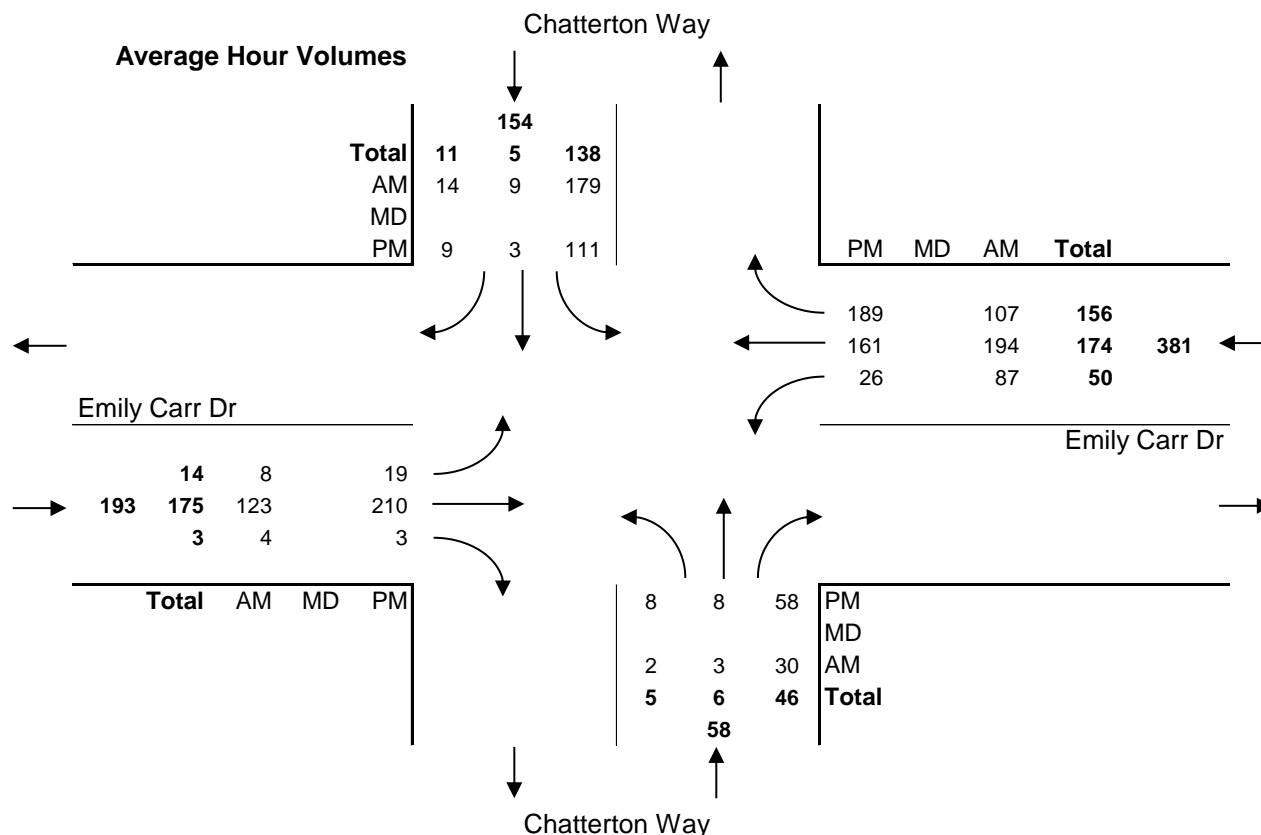 Chatterton Way
Average Hour Volumes
154
Total 11 5 138
AM 14 9 179
MD
PM 9 3 111
PM MD AM Total
189 107 156
161 194 174 381
26 87 50
Emily Carr Dr
Emily Carr Dr
14 8 19
193 175 123 210
3 4 3
Total AM MD PM
8 8 58 PM
MD
2 3 30 AM
5 6 46 Total
58
Chatterton Way